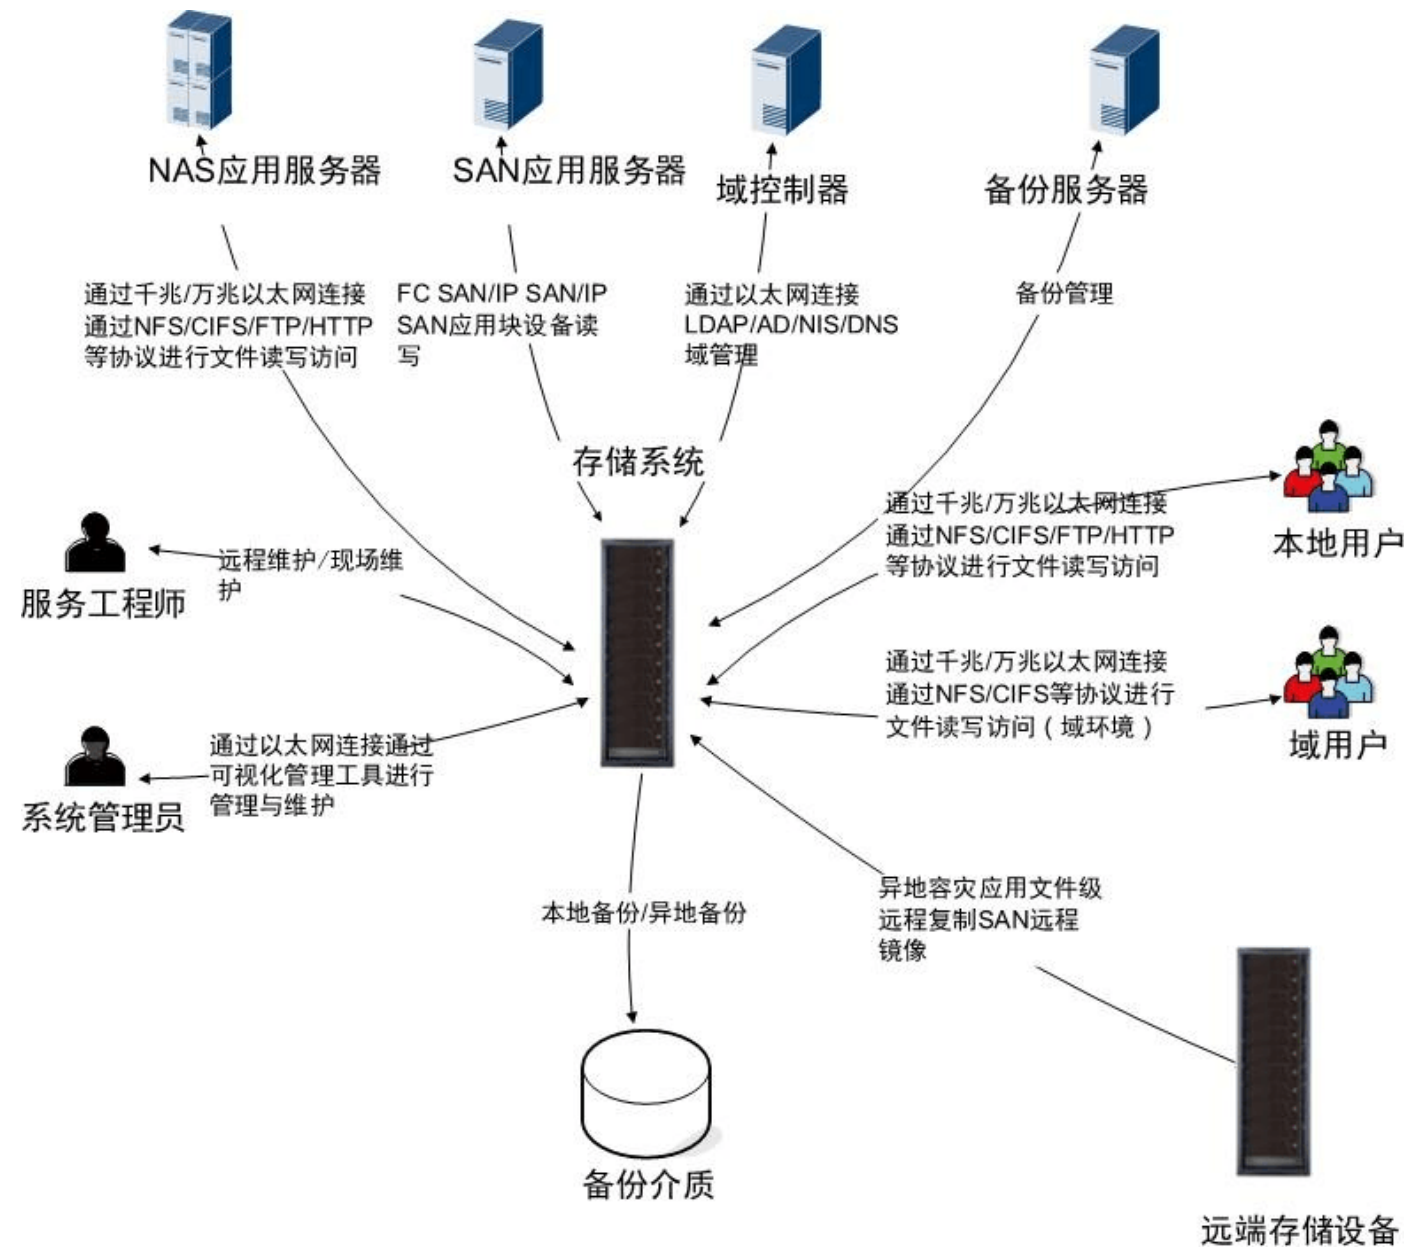 NAS应用服务器
SAN应用服务器
域控制器
备份服务器
通过千兆/万兆以太网连接
通过NFS/CIFS/FTP/HTTP
等协议进行文件读写访问
FC SAN/IP SAN/IP
SAN应用块设备读
写
通过以太网连接
LDAP/AD/NIS/DNS
域管理
备份管理
存储系统
通过千兆/万兆以太网连接
通过NFS/CIFS/FTP/HTTP
等协议进行文件读写访问
本地用户
远程维护/现场维
护
服务工程师
通过千兆/万兆以太网连接
通过NFS/CIFS等协议进行
文件读写访问（域环境）
域用户
通过以太网连接通过
可视化管理工具进行
管理与维护
系统管理员
本地备份/异地备份
异地容灾应用文件级
远程复制SAN远程
镜像
备份介质
远端存储设备